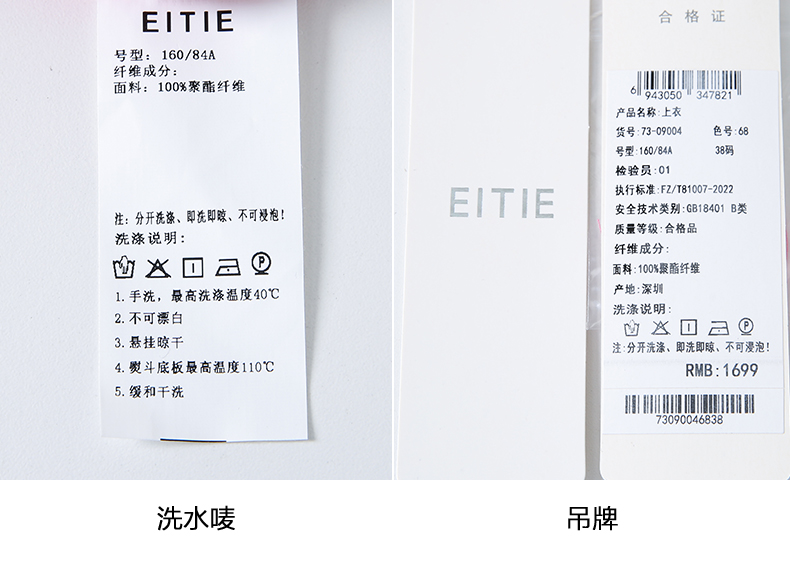 EITIE
号型: 160/84A
纤维成分:
面料: 100%聚酯纤维
注: 分开洗涤、即洗即晾、不可浸泡!
洗涤说明:
1.手洗, 最高洗涤温度40℃
2.不可漂白
3.悬挂晾干
4.熨斗底板最高温度110℃
5.缓和干洗
洗水唛
EITIE
合格证
6 943050 347821
产品名称:上衣
货号:73-09004 色号:68
号型:160/84A 38码
检验员:01
执行标准:FZ/T81007-2022
安全技术类别:GB18401 B类
质量等级:合格品
纤维成分:
面料:100%聚酯纤维
产地:深圳
洗涤说明:
注:分开洗涤、即洗即晾、不可浸泡!
RMB:1699
73090046838
吊牌